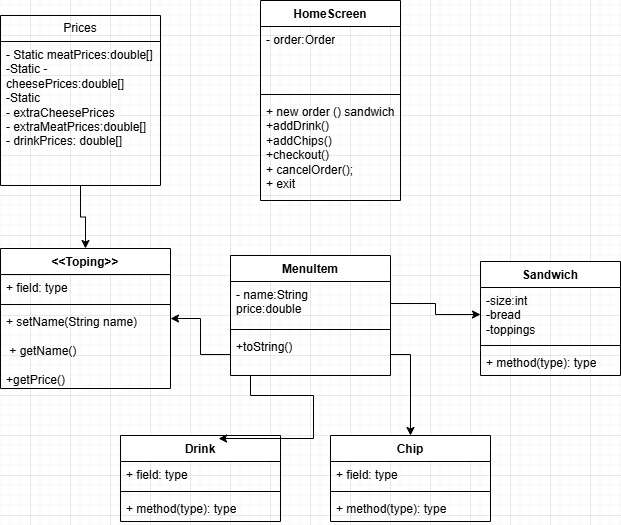 Prices
- Static meatPrices:double[]
-Static -
cheesePrices:double[]
-Static
- extraCheesePrices
- extraMeatPrices:double[]
- drinkPrices: double[]
HomeScreen
- order:Order
+ new order () sandwich
+addDrink()
+addChips()
+checkout()
+ cancelOrder();
+ exit
<<Toping>>
+ field: type
+ setName(String name)
+ getName()
+getPrice()
MenuItem
- name:String
price:double
+toString()
Sandwich
-size:int
-bread
-toppings
+ method(type): type
Drink
+ field: type
+ method(type): type
Chip
+ field: type
+ method(type): type